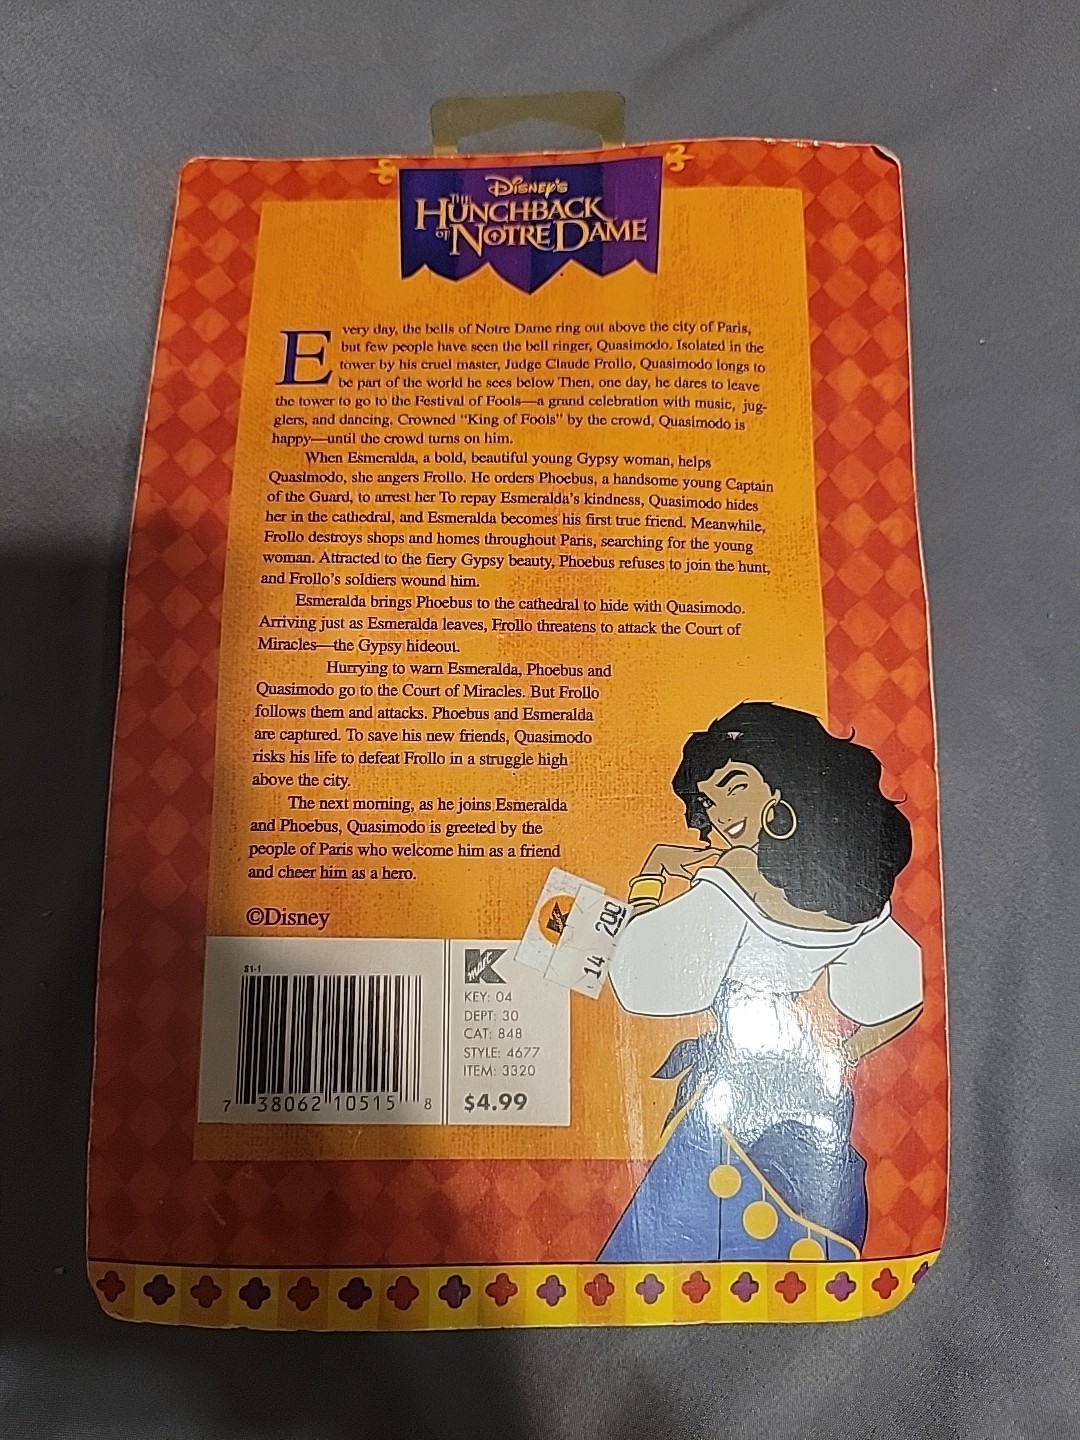 DISNEY'S
THE
HUNCHBACK
OF NOTRE DAME
Every day, the bells of Notre Dame ring out above the city of Paris,
but few people have seen the bell ringer, Quasimodo. Isolated in the
tower by his cruel master, Judge Claude Frollo, Quasimodo longs to
be part of the world he sees below Then, one day, he dares to leave
the tower to go to the Festival of Fools—a grand celebration with music, jug-
glers, and dancing. Crowned "King of Fools" by the crowd, Quasimodo is
happy—until the crowd turns on him.
When Esmeralda, a bold, beautiful young Gypsy woman, helps
Quasimodo, she angers Frollo. He orders Phoebus, a handsome young Captain
of the Guard, to arrest her To repay Esmeralda's kindness, Quasimodo hides
her in the cathedral, and Esmeralda becomes his first true friend. Meanwhile,
Frollo destroys shops and homes throughout Paris, searching for the young
woman. Attracted to the fiery Gypsy beauty, Phoebus refuses to join the hunt,
and Frollo's soldiers wound him.
Esmeralda brings Phoebus to the cathedral to hide with Quasimodo.
Arriving just as Esmeralda leaves, Frollo threatens to attack the Court of
Miracles—the Gypsy hideout.
Hurrying to warn Esmeralda, Phoebus and
Quasimodo go to the Court of Miracles. But Frollo
follows them and attacks. Phoebus and Esmeralda
are captured. To save his new friends, Quasimodo
risks his life to defeat Frollo in a struggle high
above the city.
The next morning, as he joins Esmeralda
and Phoebus, Quasimodo is greeted by the
people of Paris who welcome him as a friend
and cheer him as a hero.
©Disney
S1-1
7 38062 10515 8
Kmart
KEY: 04
DEPT: 30
CAT: 848
STYLE: 4677
ITEM: 3320
$4.99
14 200